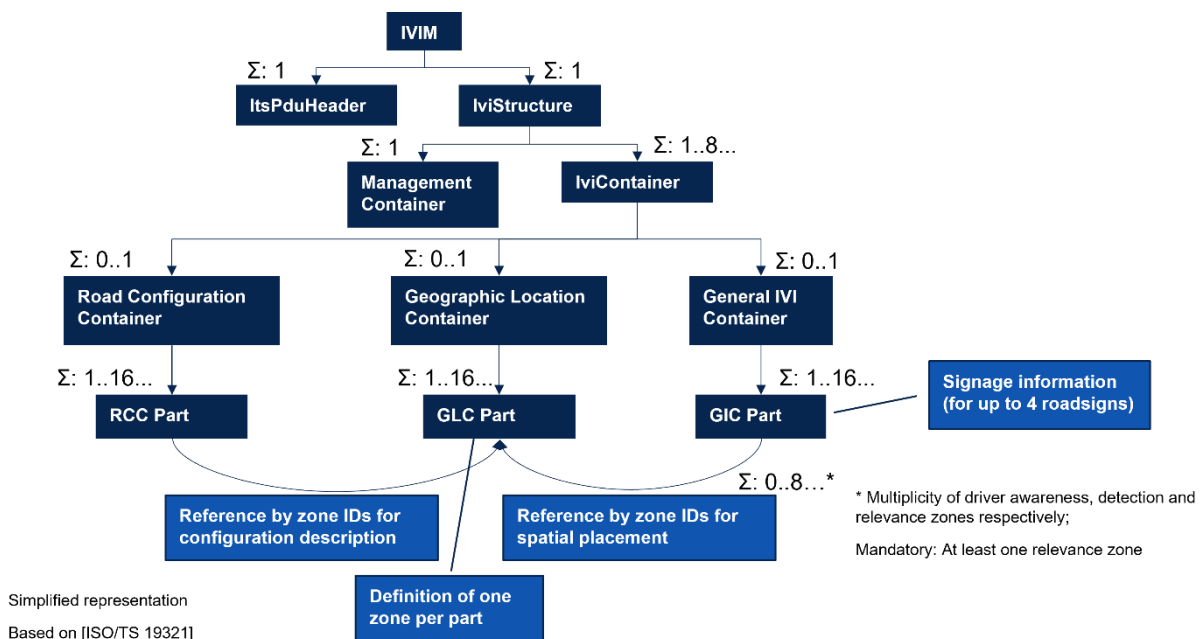 IVIM
Σ: 1
Σ: 1
ItsPduHeader
IviStructure
Σ: 1
Σ: 1..8...
Management
Container
IviContainer
Σ: 0..1
Σ: 0..1
Σ: 0..1
Road Configuration
Container
Geographic Location
Container
General IVI
Container
Σ: 1..16...
Σ: 1..16...
Σ: 1..16...
RCC Part
GLC Part
GIC Part
Signage information
(for up to 4 roadsigns)
Σ: 0..8...*
Reference by zone IDs for
configuration description
Reference by zone IDs for
spatial placement
* Multiplicity of driver awareness, detection and
relevance zones respectively;
Mandatory: At least one relevance zone
Definition of one
zone per part
Simplified representation
Based on [ISO/TS 19321]